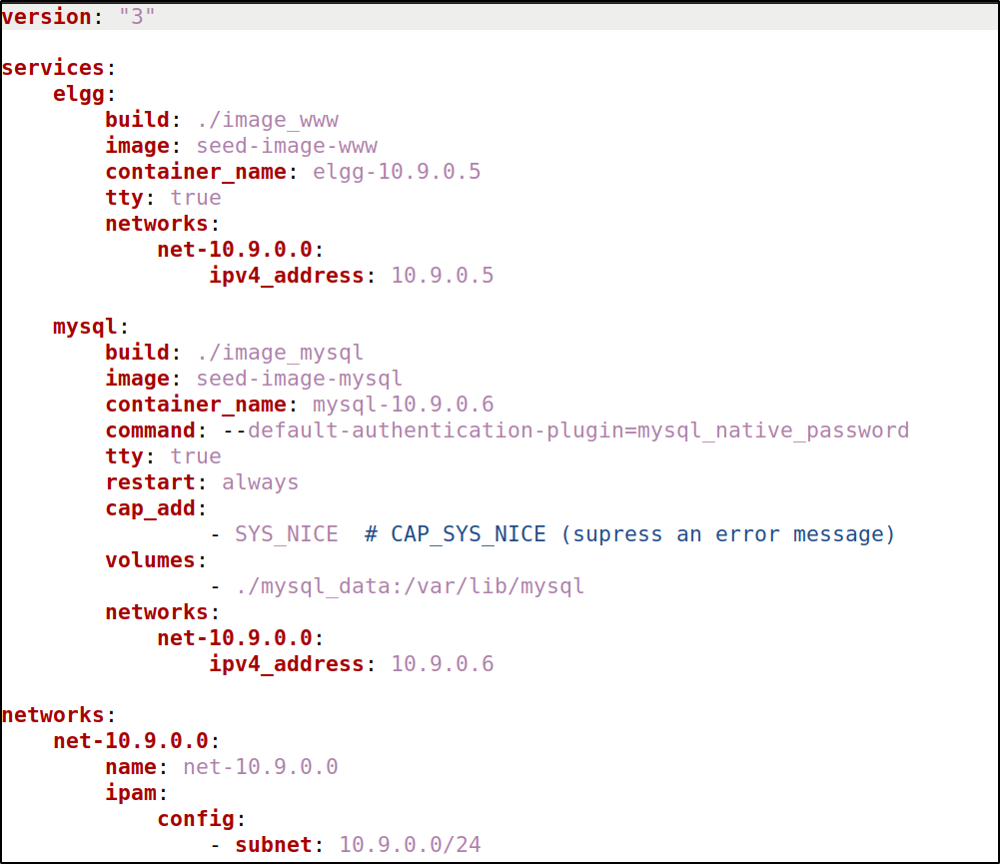 version: "3"

services:
    elgg:
        build: ./image_www
        image: seed-image-www
        container_name: elgg-10.9.0.5
        tty: true
        networks:
            net-10.9.0.0:
                ipv4_address: 10.9.0.5

    mysql:
        build: ./image_mysql
        image: seed-image-mysql
        container_name: mysql-10.9.0.6
        command: --default-authentication-plugin=mysql_native_password
        tty: true
        restart: always
        cap_add:
                - SYS_NICE  # CAP_SYS_NICE (supress an error message)
        volumes:
                - ./mysql_data:/var/lib/mysql
        networks:
            net-10.9.0.0:
                ipv4_address: 10.9.0.6

networks:
    net-10.9.0.0:
        name: net-10.9.0.0
        ipam:
            config:
                - subnet: 10.9.0.0/24